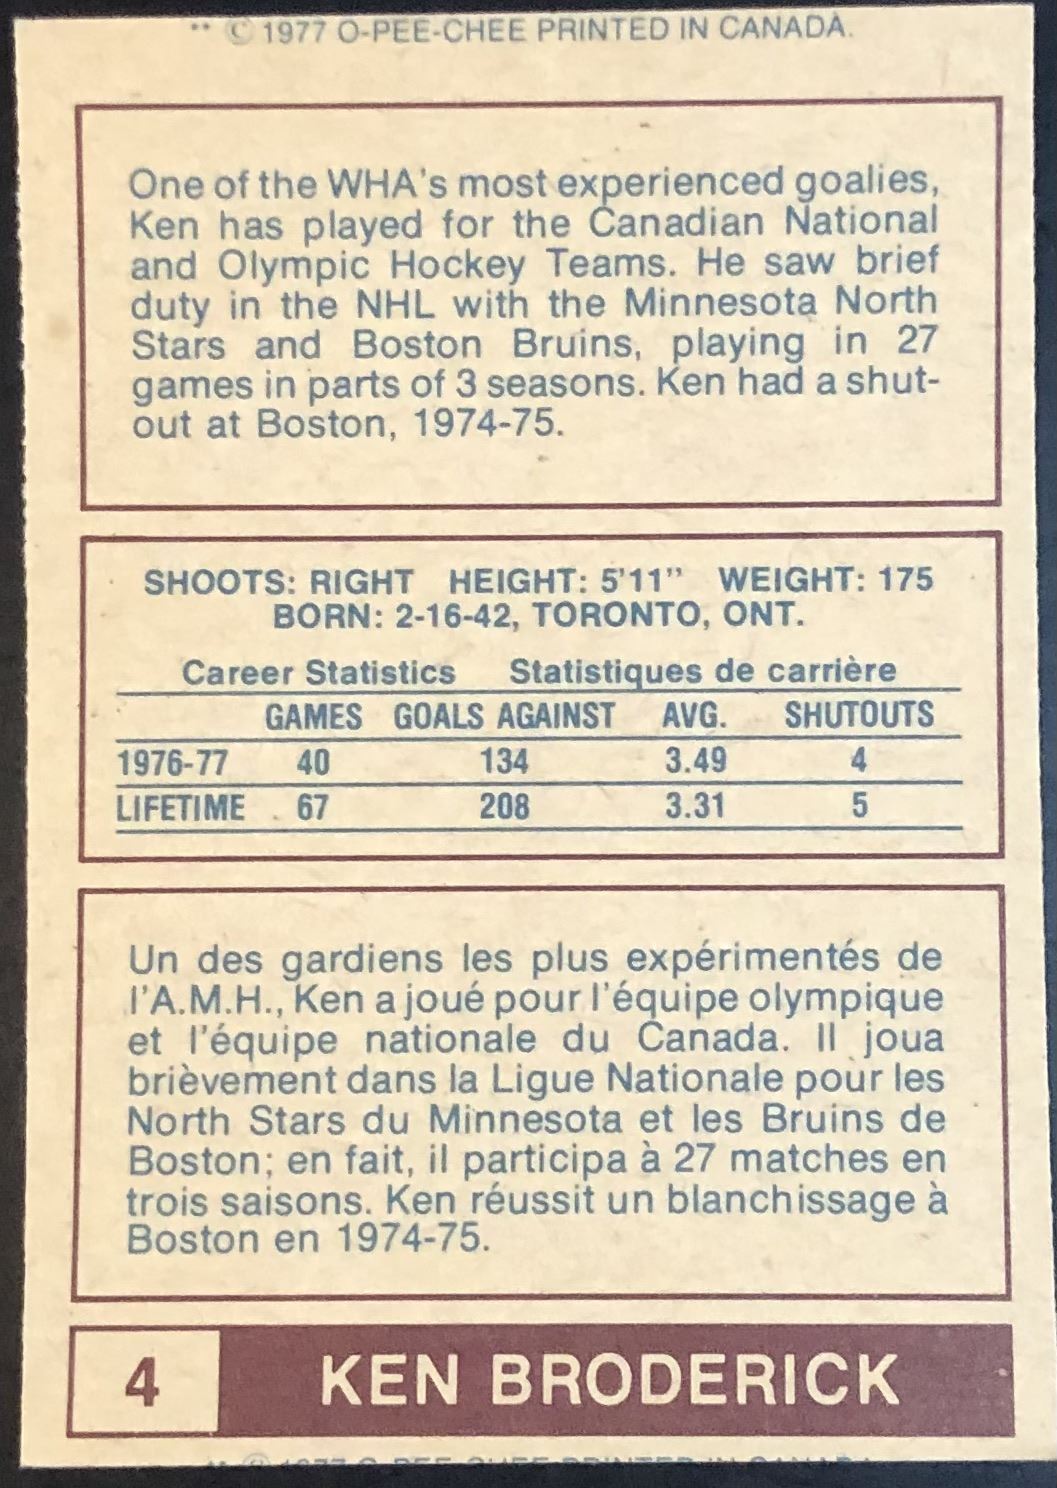 ** © 1977 O-PEE-CHEE PRINTED IN CANADA.
One of the WHA's most experienced goalies,
Ken has played for the Canadian National
and Olympic Hockey Teams. He saw brief
duty in the NHL with the Minnesota North
Stars and Boston Bruins, playing in 27
games in parts of 3 seasons. Ken had a shut-
out at Boston, 1974-75.
SHOOTS: RIGHT HEIGHT: 5'11" WEIGHT: 175
BORN: 2-16-42, TORONTO, ONT.
Career Statistics Statistiques de carrière
GAMES GOALS AGAINST AVG. SHUTOUTS
1976-77 40 134 3.49 4
LIFETIME 67 208 3.31 5
Un des gardiens les plus expérimentés de
l'A.M.H., Ken a joué pour l'équipe olympique
et l'équipe nationale du Canada. Il joua
brièvement dans la Ligue Nationale pour les
North Stars du Minnesota et les Bruins de
Boston; en fait, il participa à 27 matches en
trois saisons. Ken réussit un blanchissage à
Boston en 1974-75.
4 KEN BRODERICK
** © 1977 O-PEE-CHEE PRINTED IN CANADA